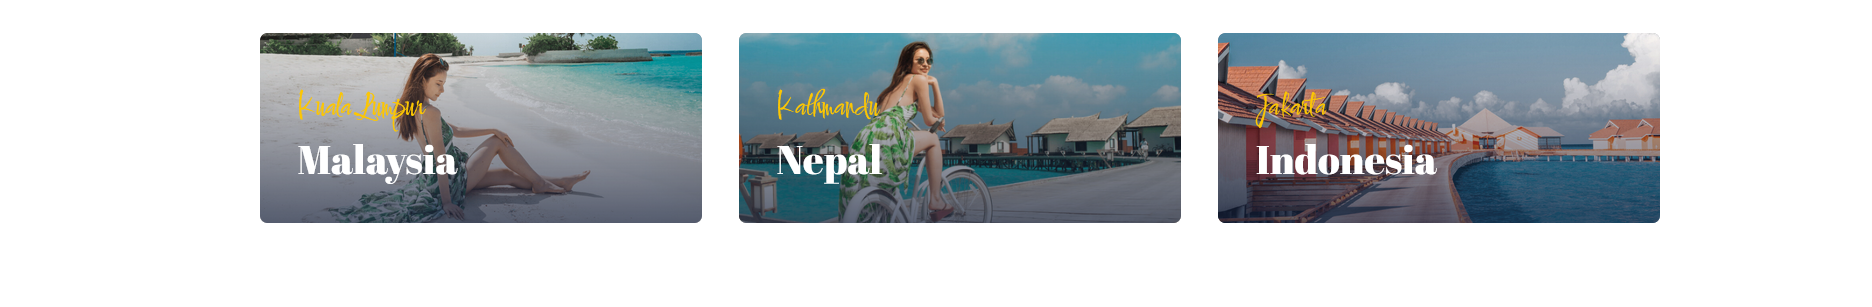 Kuala Lumpur
Malaysia
Kathmandu
Nepal
Jakarta
Indonesia